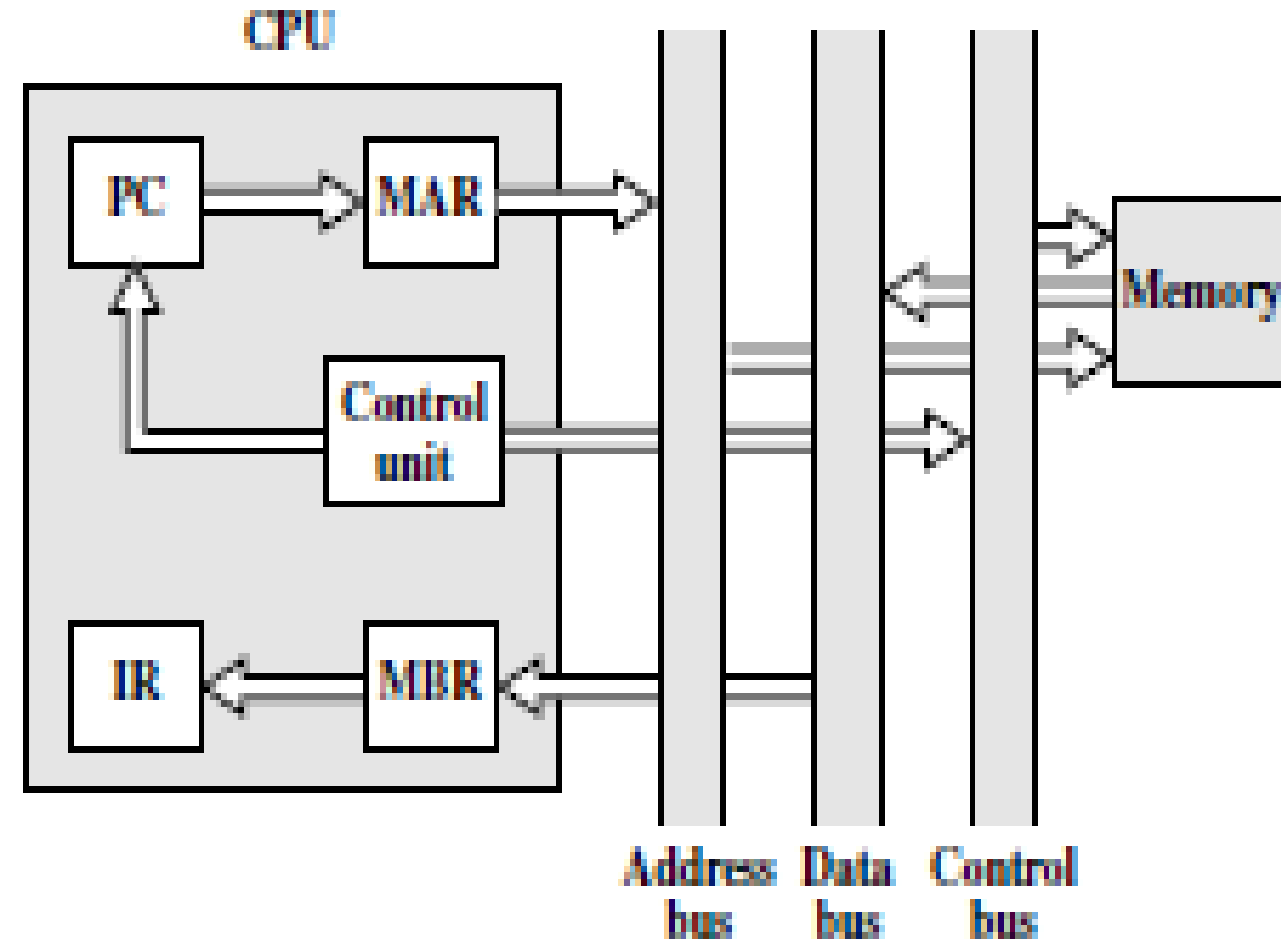 CPU
PC
MAR
Memory
Control
unit
IR
MBR
Address
bus
Data
bus
Control
bus